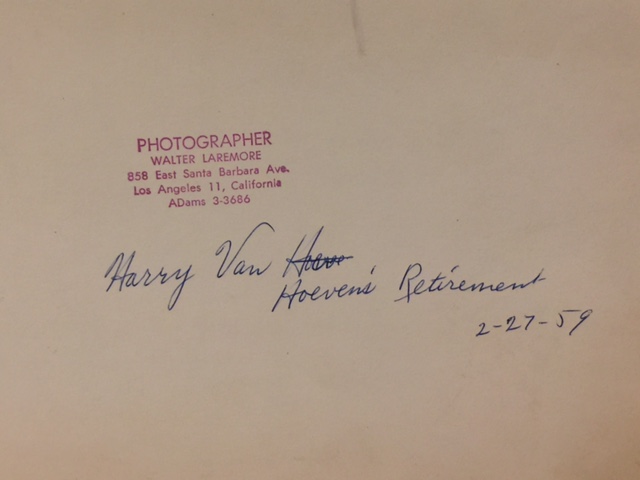 PHOTOGRAPHER
WALTER LAREMORE
858 East Santa Barbara Ave.
Los Angeles 11, California
ADams 3-3686
Harry Van
Hoeven's Retirement
2-27-59